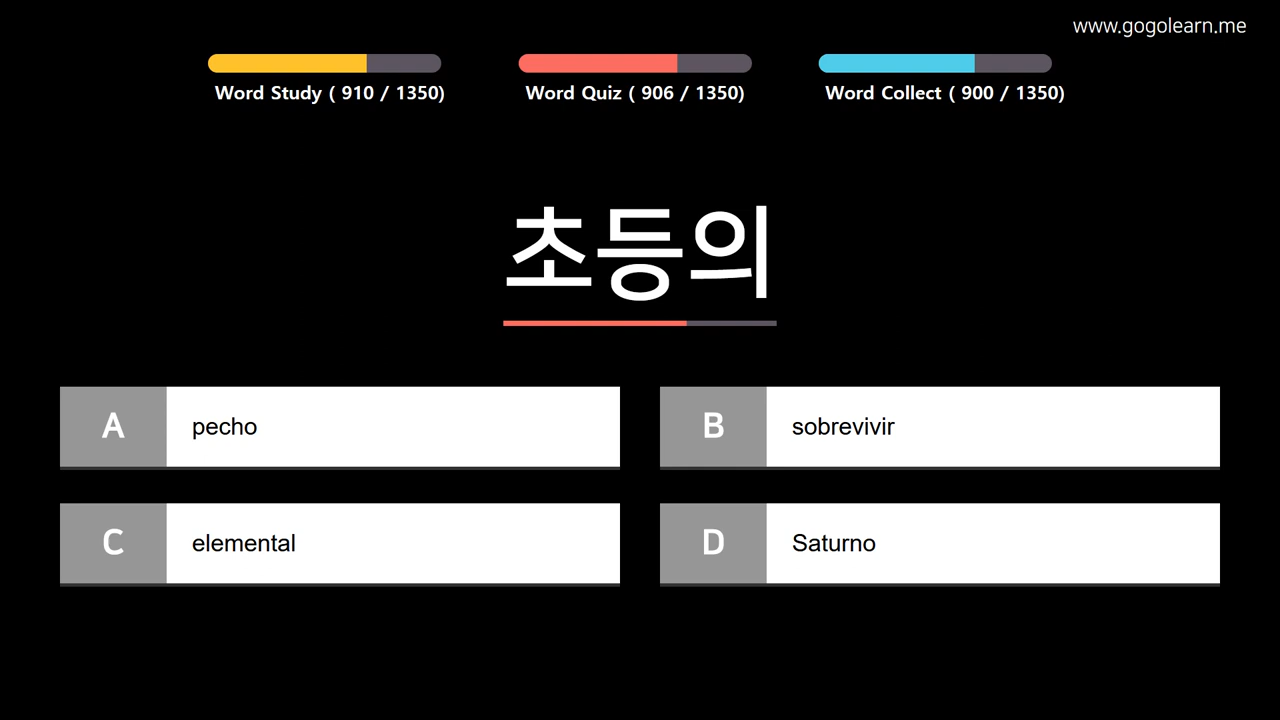 www.gogolearn.me
Word Study ( 910 / 1350)
Word Quiz ( 906 / 1350)
Word Collect ( 900 / 1350)
초등의
A pecho
B sobrevivir
C elemental
D Saturno